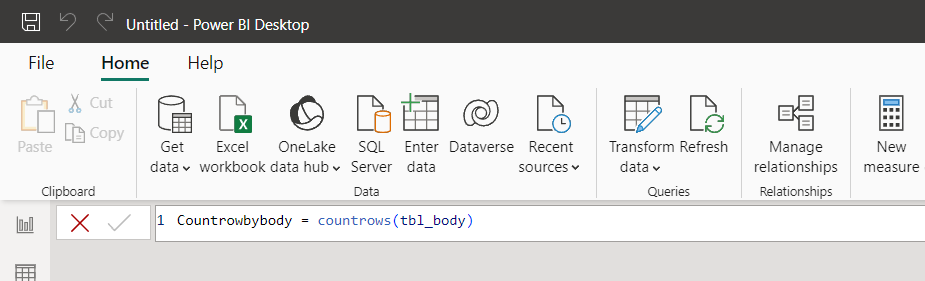 Untitled - Power BI Desktop
File Home Help
Paste Cut Copy Get data Excel workbook OneLake data hub SQL Server Enter data Dataverse Recent sources Transform data Refresh Manage relationships New measure
Clipboard Data Queries Relationships
1 Countrowbybody = countrows(tbl_body)